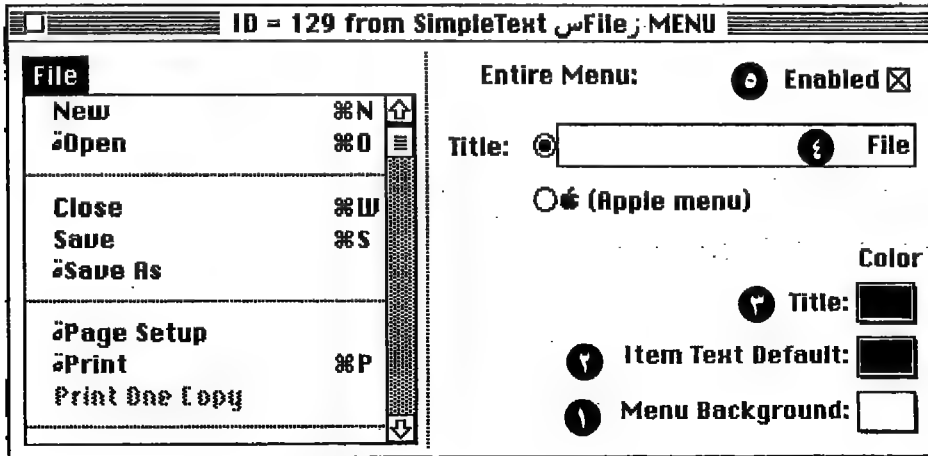 ID = 129 from SimpleText سFileز MENU
File
New ⌘N
ةOpen ⌘O
Close ⌘W
Save ⌘S
ةSave As
ةPage Setup
ةPrint ⌘P
Print One Copy
Entire Menu: ٥ Enabled
Title: ٤ File
(Apple menu)
Color
٣ Title:
٢ Item Text Default:
١ Menu Background: